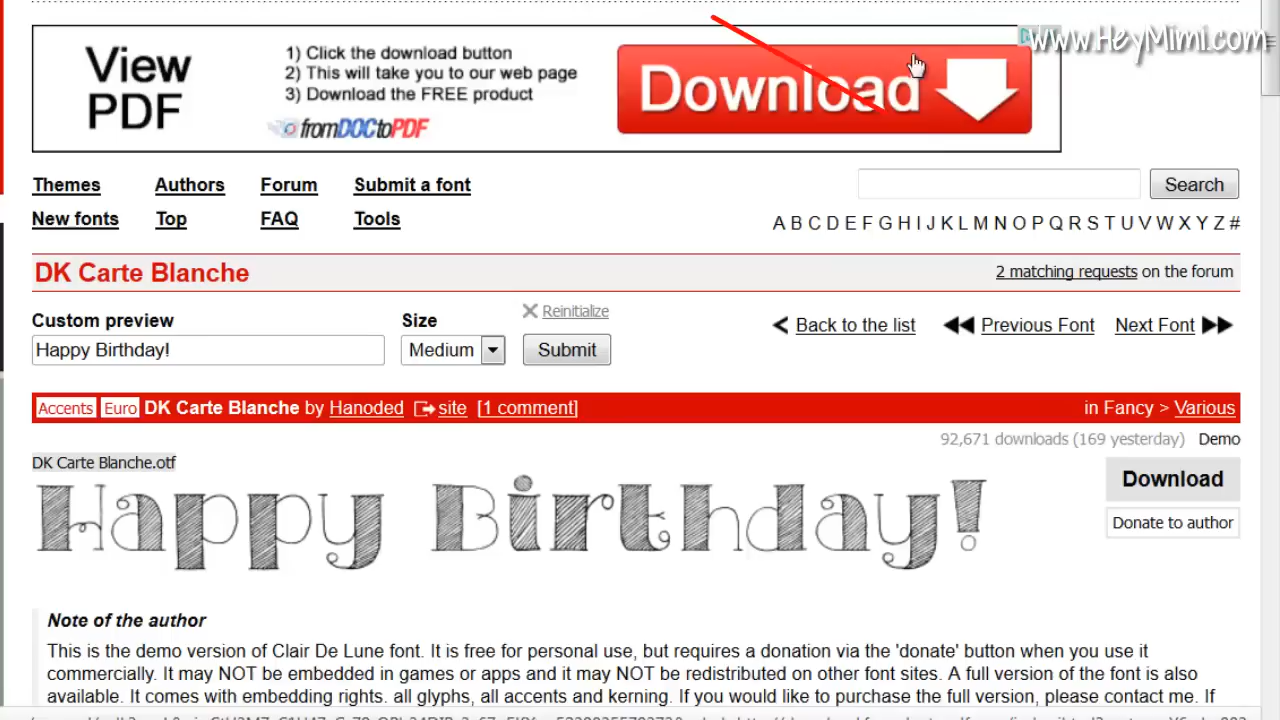 www.HeyMimi.com
View
PDF
1) Click the download button
2) This will take you to our web page
3) Download the FREE product
fromDOCtoPDF
Download
Themes Authors Forum Submit a font
Search
New fonts Top FAQ Tools
A B C D E F G H I J K L M N O P Q R S T U V W X Y Z #
DK Carte Blanche
2 matching requests on the forum
Custom preview
Size
Reinitialize
Happy Birthday!
Medium
Submit
Back to the list
Previous Font
Next Font
Accents Euro DK Carte Blanche by Hanoded site [1 comment]
in Fancy > Various
92,671 downloads (169 yesterday) Demo
DK Carte Blanche.otf
Happy Birthday!
Download
Donate to author
Note of the author
This is the demo version of Clair De Lune font. It is free for personal use, but requires a donation via the 'donate' button when you use it
commercially. It may NOT be embedded in games or apps and it may NOT be redistributed on other font sites. A full version of the font is also
available. It comes with embedding rights. all glyphs, all accents and kerning. If you would like to purchase the full version, please contact me. If